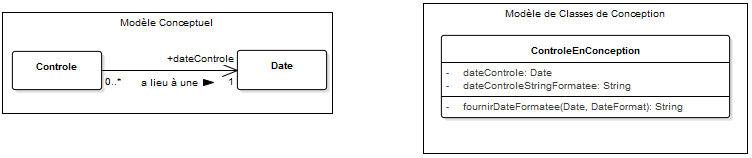 Modèle Conceptuel
Controle
+dateControle
0..*
a lieu à une
1
Date
Modèle de Classes de Conception
ControleEnConception
- dateControle: Date
- dateControleStringFormatee: String
- fournirDateFormatee(Date, DateFormat): String